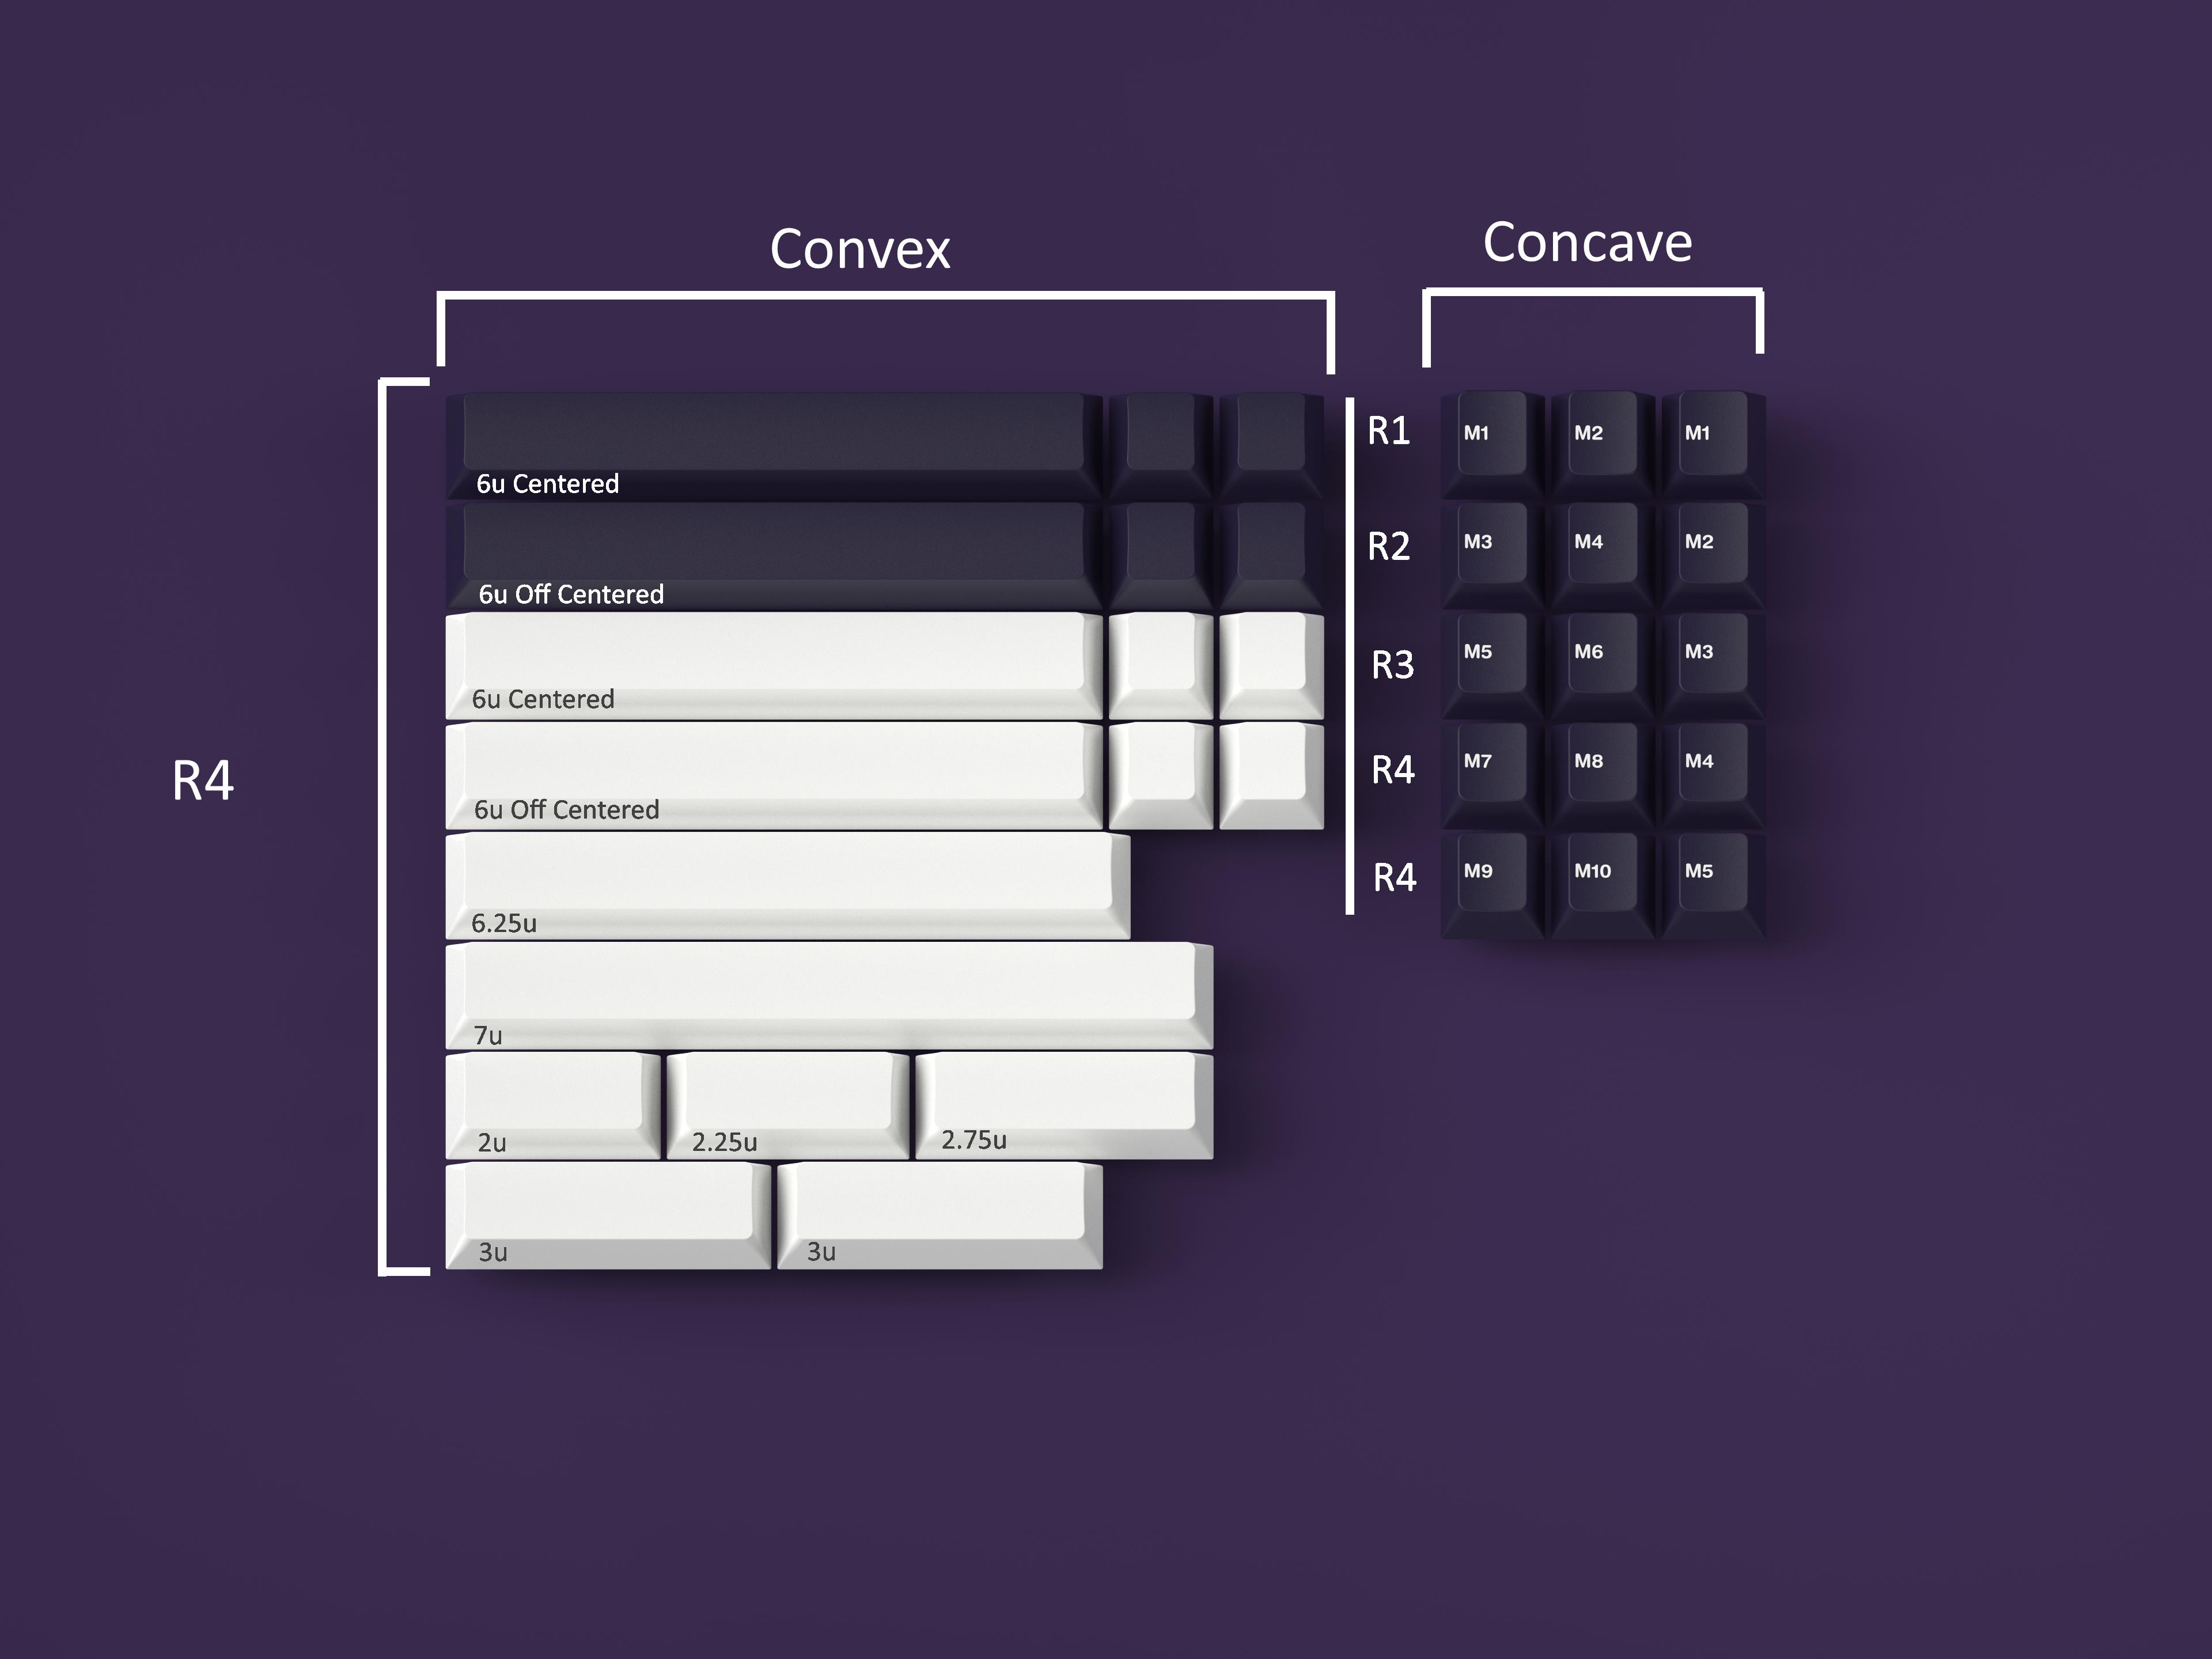 Convex
Concave
R4
6u Centered
6u Off Centered
6u Centered
6u Off Centered
6.25u
7u
2u 2.25u 2.75u
3u 3u
R1 M1 M2 M1
R2 M3 M4 M2
R3 M5 M6 M3
R4 M7 M8 M4
R4 M9 M10 M5